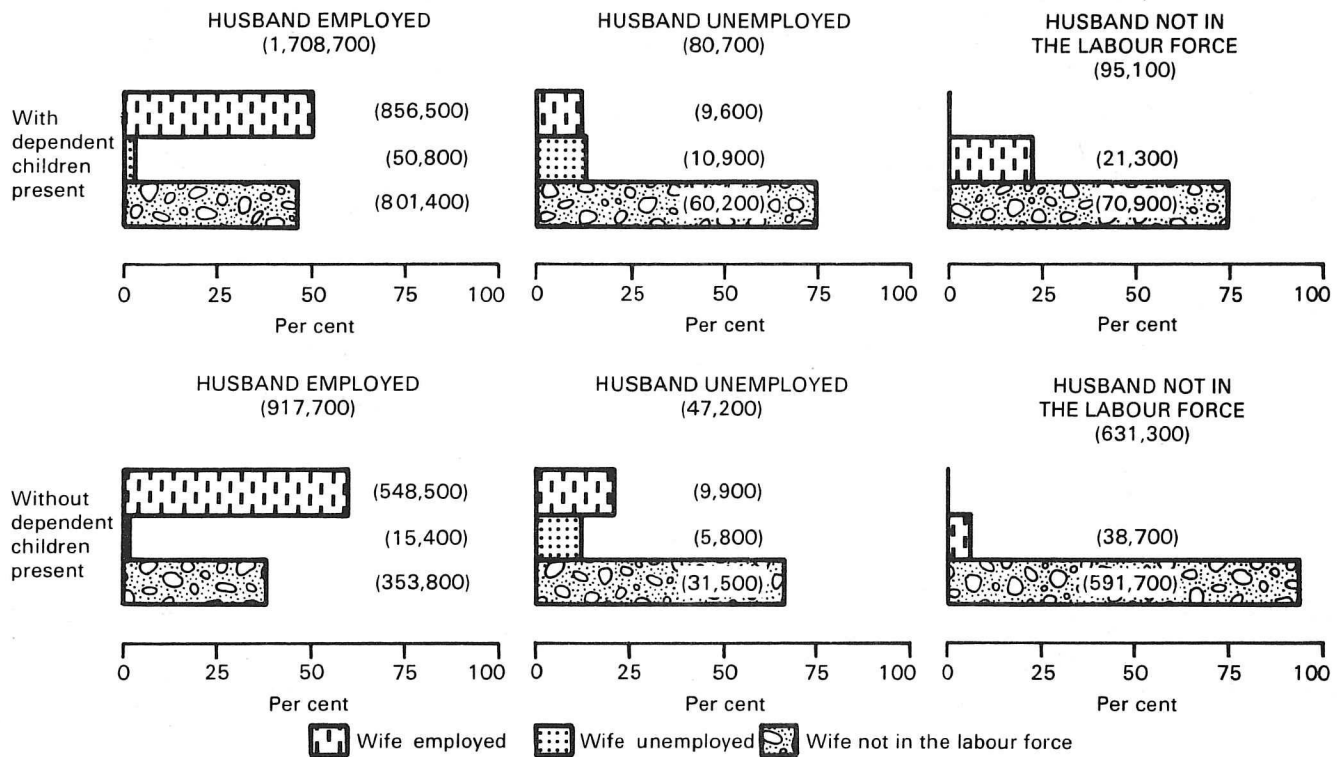 HUSBAND EMPLOYED
(1,708,700)
HUSBAND UNEMPLOYED
(80,700)
HUSBAND NOT IN
THE LABOUR FORCE
(95,100)
With
dependent
children
present
(856,500)
(50,800)
(801,400)
(9,600)
(10,900)
(60,200)
(21,300)
(70,900)
0 25 50 75 100
Per cent
0 25 50 75 100
Per cent
0 25 50 75 100
Per cent
HUSBAND EMPLOYED
(917,700)
HUSBAND UNEMPLOYED
(47,200)
HUSBAND NOT IN
THE LABOUR FORCE
(631,300)
Without
dependent
children
present
(548,500)
(15,400)
(353,800)
(9,900)
(5,800)
(31,500)
(38,700)
(591,700)
0 25 50 75 100
Per cent
0 25 50 75 100
Per cent
0 25 50 75 100
Per cent
Wife employed
Wife unemployed
Wife not in the labour force